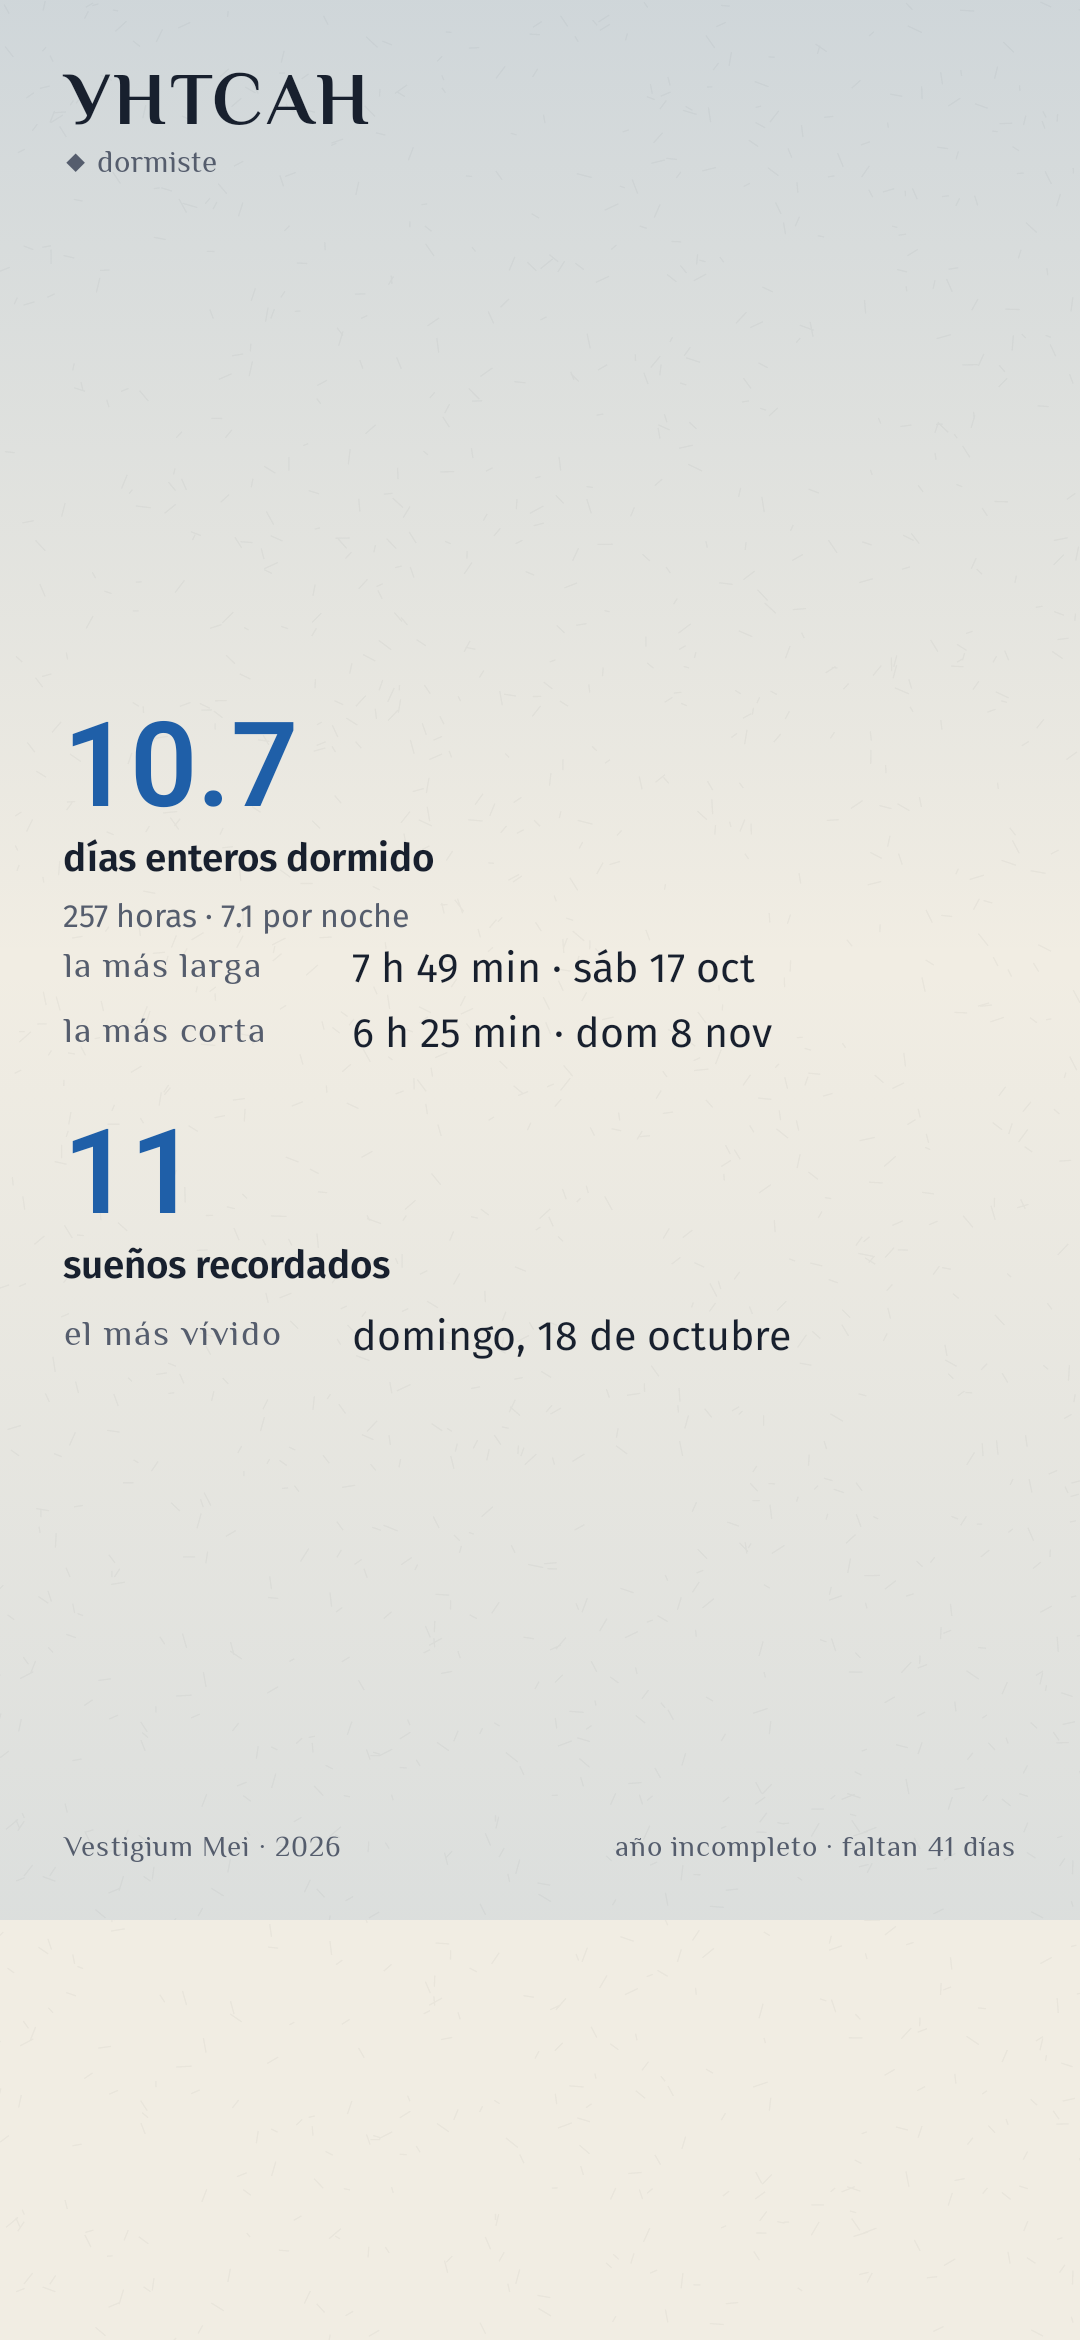 УНТСАН
◆ dormiste
10.7
días enteros dormido
257 horas · 7.1 por noche
la más larga 7 h 49 min · sáb 17 oct
la más corta 6 h 25 min · dom 8 nov
11
sueños recordados
el más vívido domingo, 18 de octubre
Vestigium Mei · 2026 año incompleto · faltan 41 días